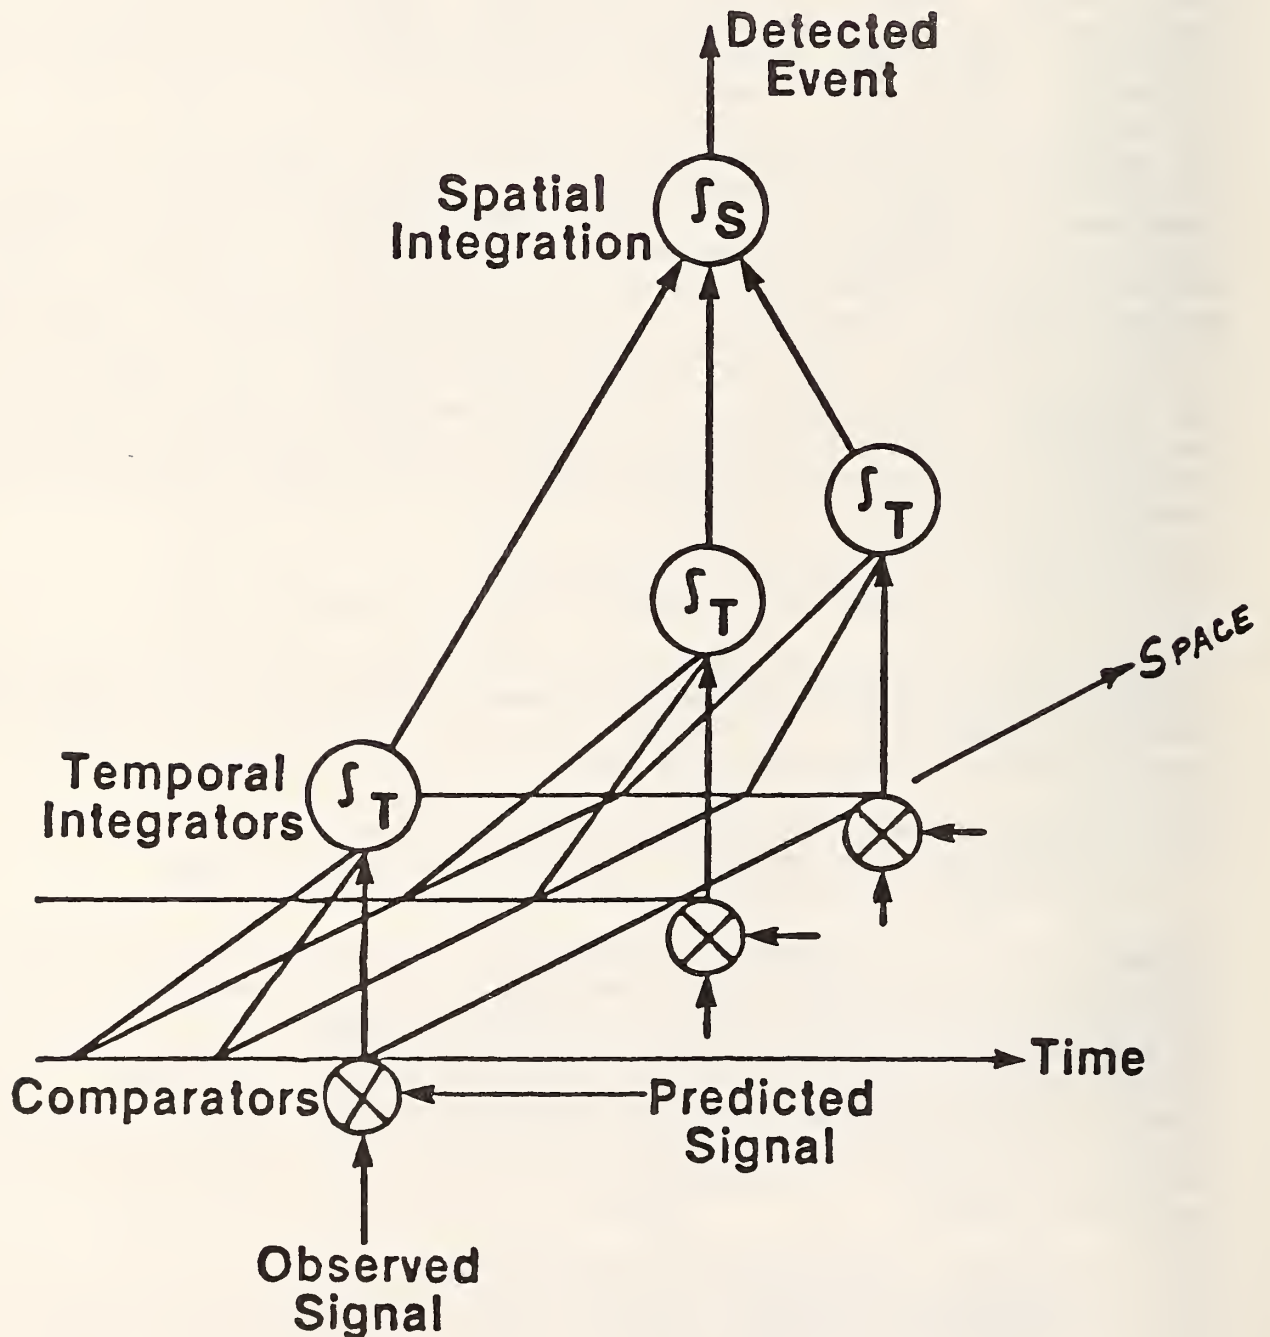 Detected
Event
Spatial
Integration
∫S
∫T
∫T
SPACE
Temporal
Integrators
∫T
Time
Comparators
Predicted
Signal
Observed
Signal